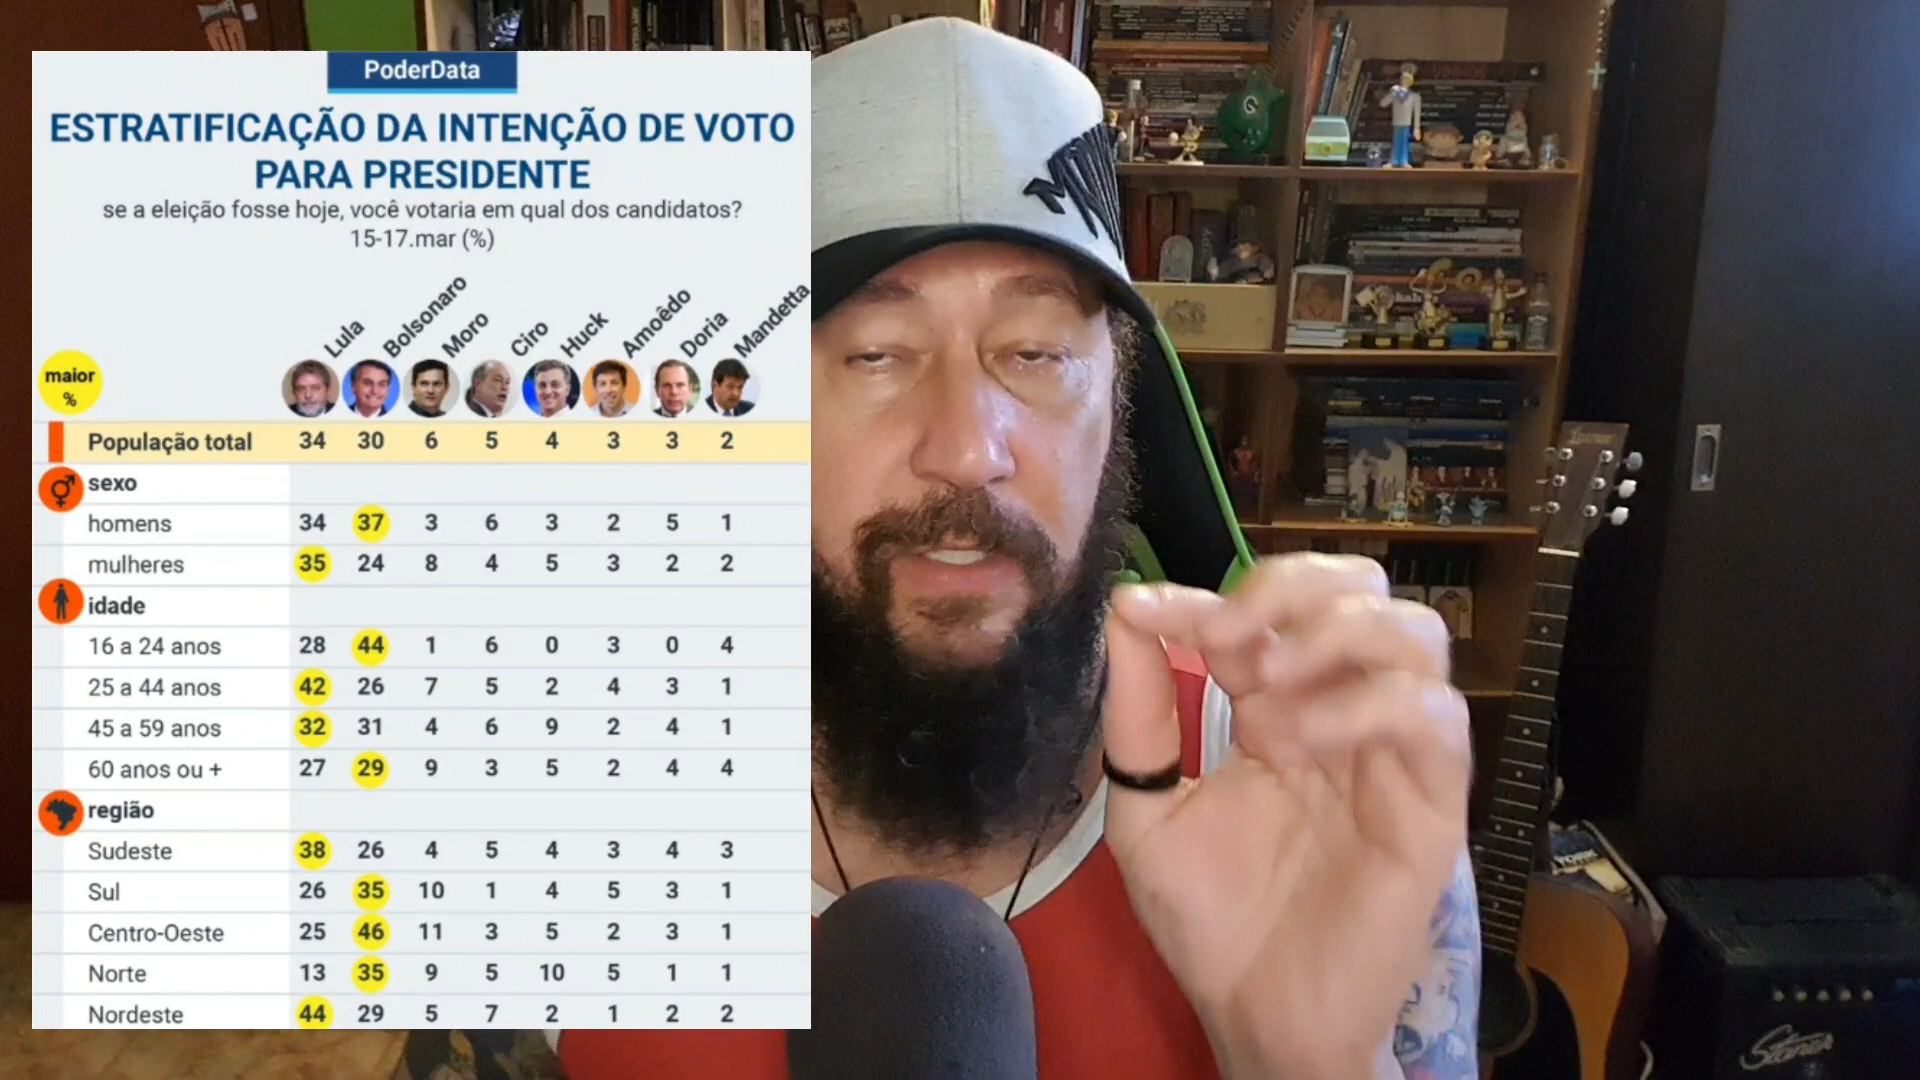 PoderData
ESTRATIFICAÇÃO DA INTENÇÃO DE VOTO
PARA PRESIDENTE
se a eleição fosse hoje, você votaria em qual dos candidatos?
15-17.mar (%)
Lula Bolsonaro Moro Ciro Huck Amoêdo Doria Mandetta
maior
%
População total 34 30 6 5 4 3 3 2
sexo
homens 34 37 3 6 3 2 5 1
mulheres 35 24 8 4 5 3 2 2
idade
16 a 24 anos 28 44 1 6 0 3 0 4
25 a 44 anos 42 26 7 5 2 4 3 1
45 a 59 anos 32 31 4 6 9 2 4 1
60 anos ou + 27 29 9 3 5 2 4 4
região
Sudeste 38 26 4 5 4 3 4 3
Sul 26 35 10 1 4 5 3 1
Centro-Oeste 25 46 11 3 5 2 3 1
Norte 13 35 9 5 10 5 1 1
Nordeste 44 29 5 7 2 1 2 2
G
Staner